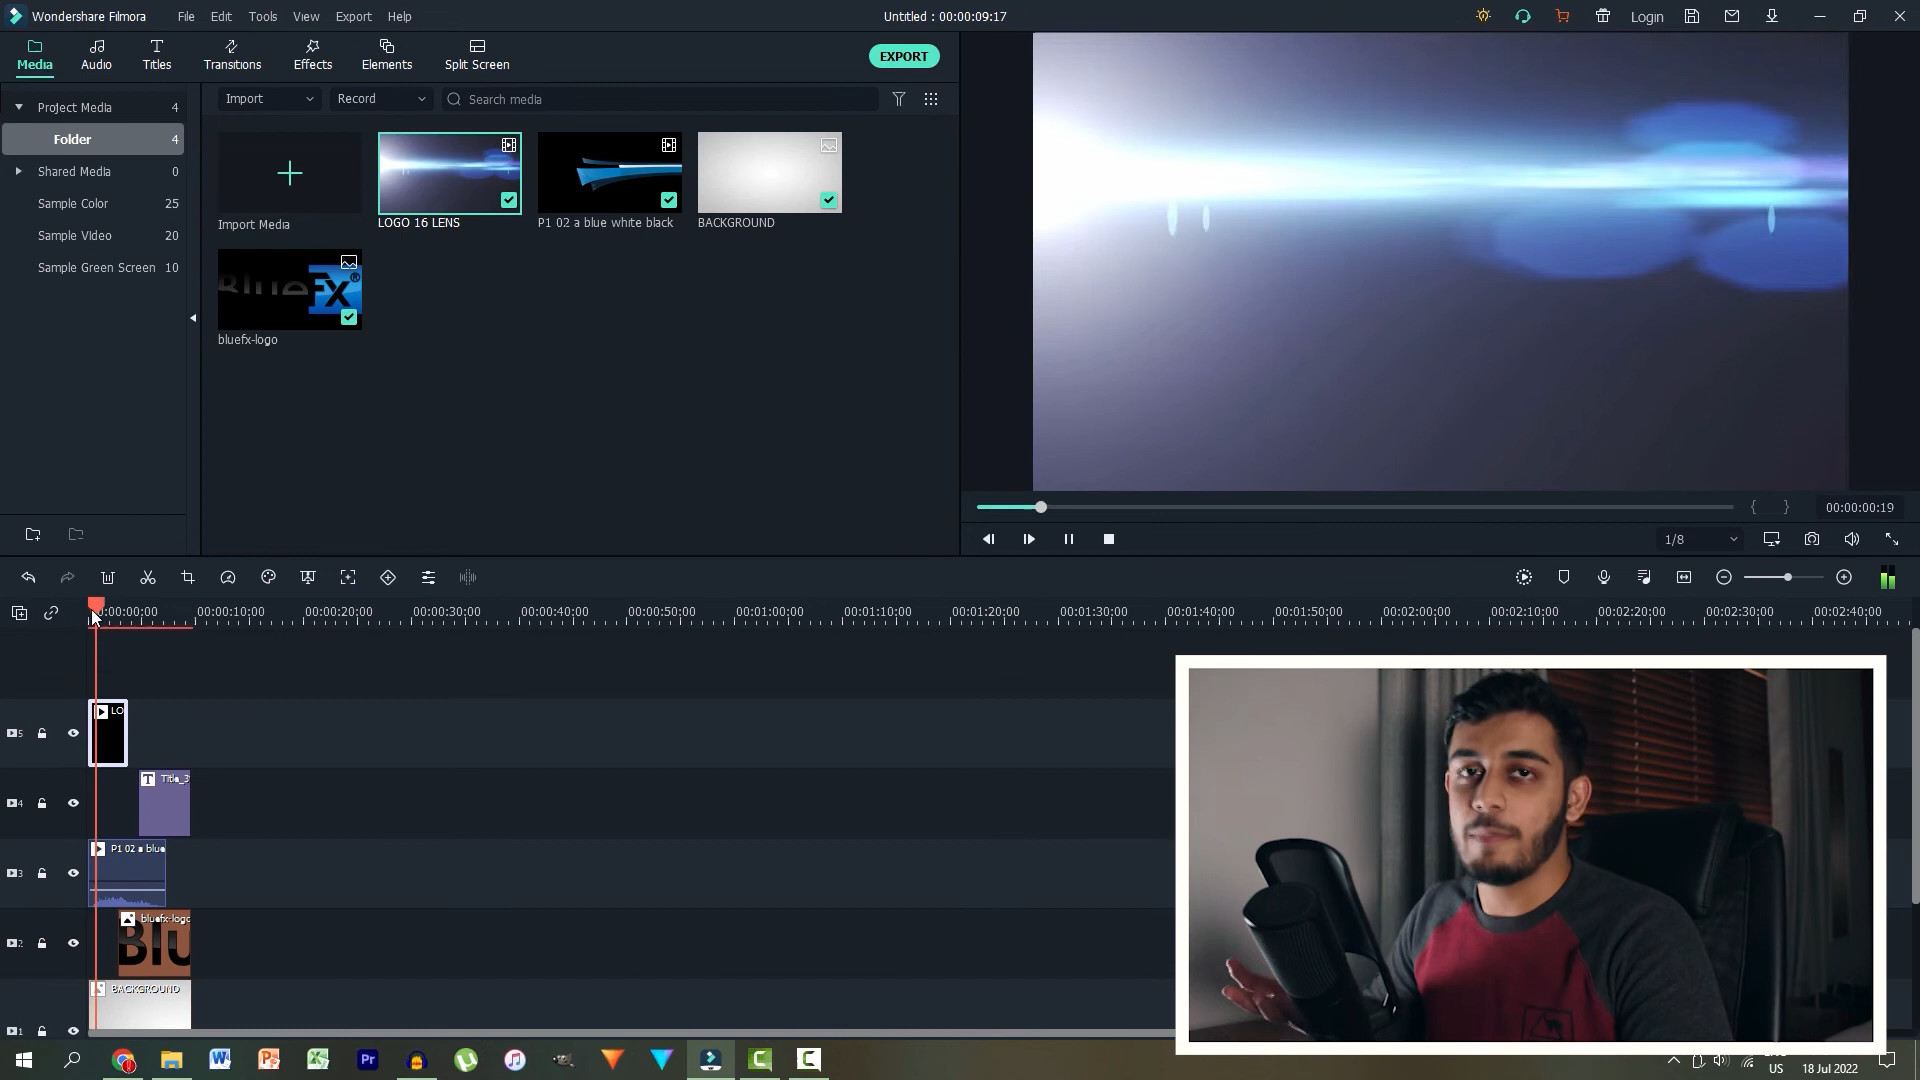 Wondershare Filmora
File Edit Tools View Export Help
Untitled : 00:00:09:17
Login
Media Audio Titles Transitions Effects Elements Split Screen
EXPORT
Project Media 4
Folder 4
Shared Media 0
Sample Color 25
Sample Video 20
Sample Green Screen 10
Import Record Search media
Import Media
LOGO 16 LENS
P1 02 a blue white black
BACKGROUND
BlueFx
bluefx-logo
{ } 00:00:00:19
1/8
00:00:00 00:00:10:00 00:00:20:00 00:00:30:00 00:00:40:00 00:00:50:00 00:01:00:00 00:01:10:00 00:01:20:00 00:01:30:00 00:01:40:00 00:01:50:00 00:02:00:00 00:02:10:00 00:02:20:00 00:02:30:00 00:02:40:00
5 LO
4 T Title_3
3 P1 02 a blue
2 bluefx-logo
Blu
1 BACKGROUND
Pr
US 18 Jul 2022